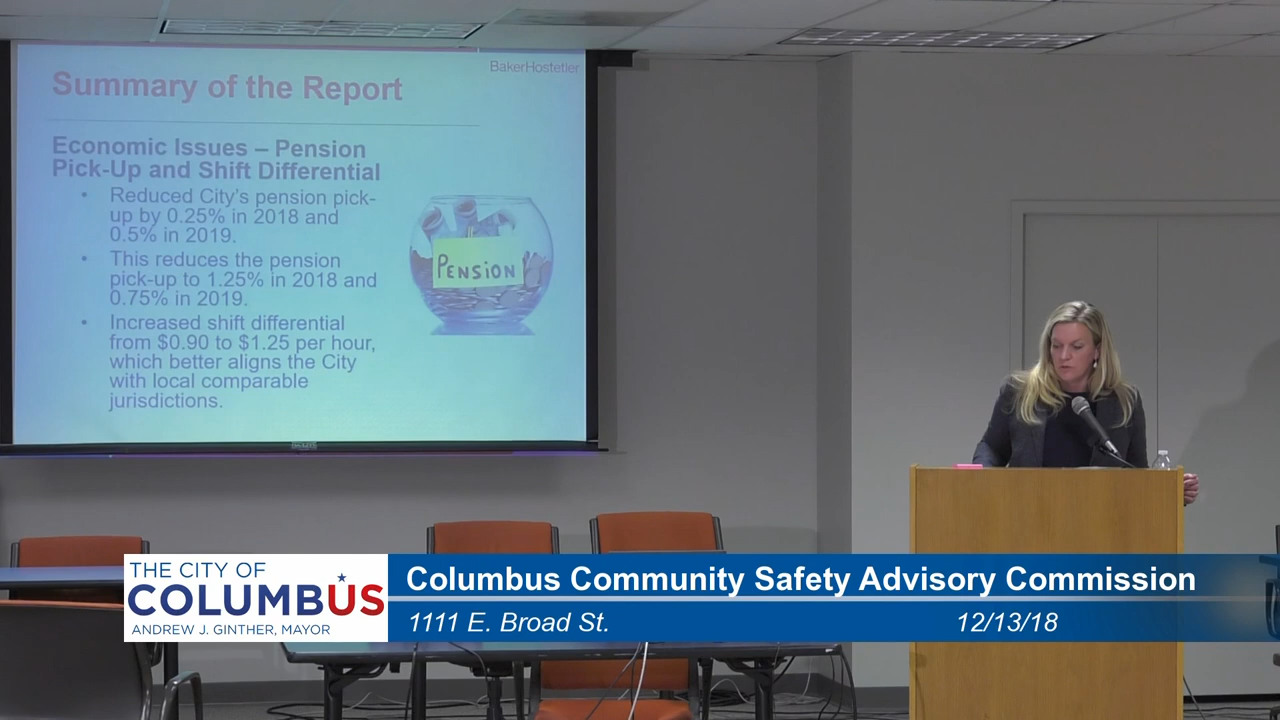 BakerHostetler
Summary of the Report
Economic Issues – Pension
Pick-Up and Shift Differential
• Reduced City's pension pick-
up by 0.25% in 2018 and
0.5% in 2019.
• This reduces the pension
pick-up to 1.25% in 2018 and
0.75% in 2019.
• Increased shift differential
from $0.90 to $1.25 per hour,
which better aligns the City
with local comparable
jurisdictions.
PENSION
THE CITY OF
COLUMBUS
ANDREW J. GINTHER, MAYOR
Columbus Community Safety Advisory Commission
1111 E. Broad St.
12/13/18